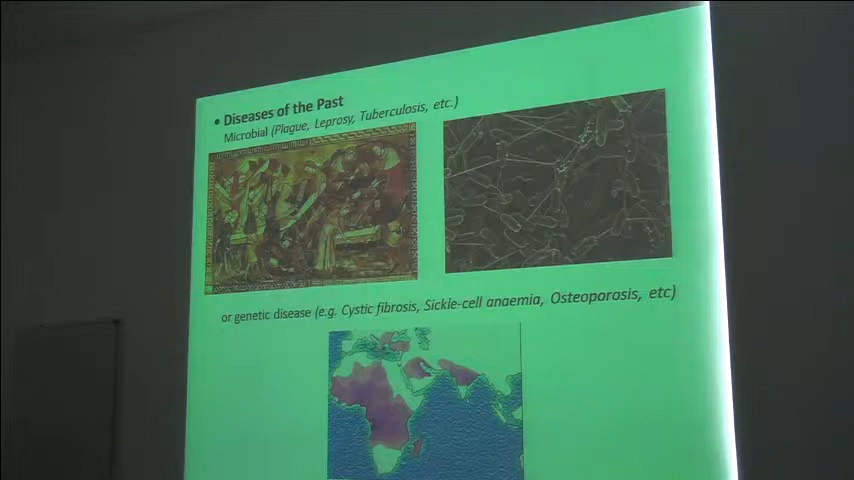 • Diseases of the Past
Microbial (Plague, Leprosy, Tuberculosis, etc.)
or genetic disease (e.g. Cystic fibrosis, Sickle-cell anaemia, Osteoporosis, etc)